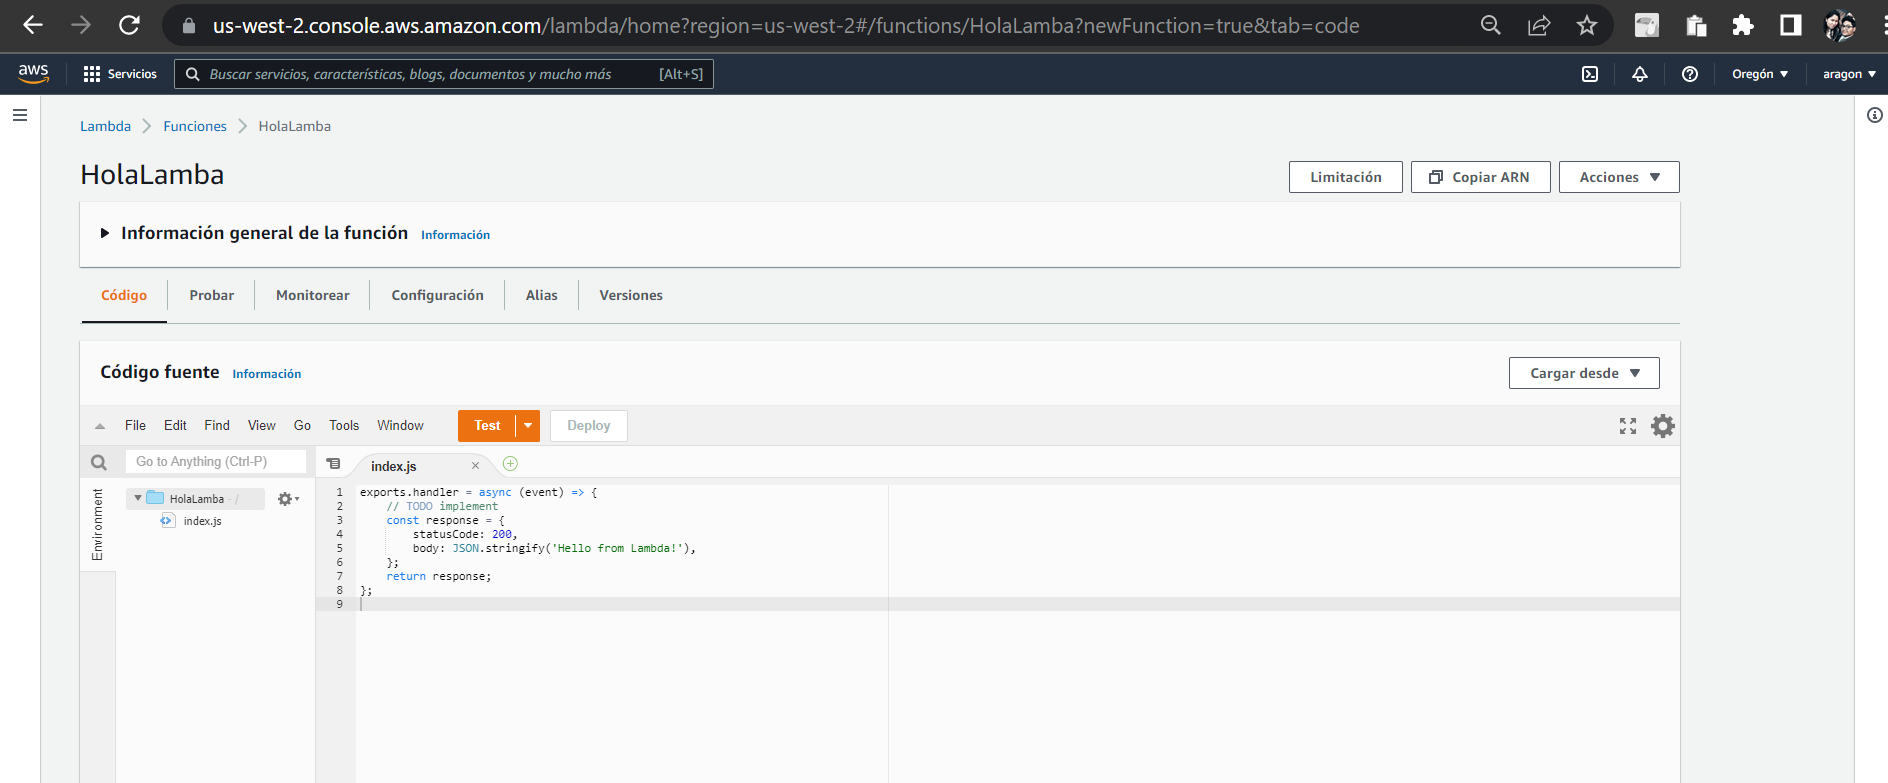 us-west-2.console.aws.amazon.com/lambda/home?region=us-west-2#/functions/HolaLamba?newFunction=true&tab=code
aws Servicios Buscar servicios, características, blogs, documentos y mucho más [Alt+S] Oregón aragon
Lambda Funciones HolaLamba
HolaLamba Limitación Copiar ARN Acciones
Información general de la función Información
Código Probar Monitorear Configuración Alias Versiones
Código fuente Información Cargar desde
File Edit Find View Go Tools Window Test Deploy
Go to Anything (Ctrl-P) index.js
Environment
HolaLamba - /
index.js
1 exports.handler = async (event) => {
2 // TODO implement
3 const response = {
4 statusCode: 200,
5 body: JSON.stringify('Hello from Lambda!'),
6 };
7 return response;
8 };
9